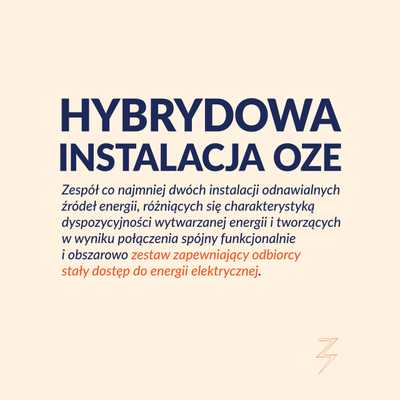 HYBRYDOWA
INSTALACJA OZE
Zespół co najmniej dwóch instalacji odnawialnych
źródeł energii, różniących się charakterystyką
dyspozycyjności wytwarzanej energii i tworzących
w wyniku połączenia spójny funkcjonalnie
i obszarowo zestaw zapewniający odbiorcy
stały dostęp do energii elektrycznej.